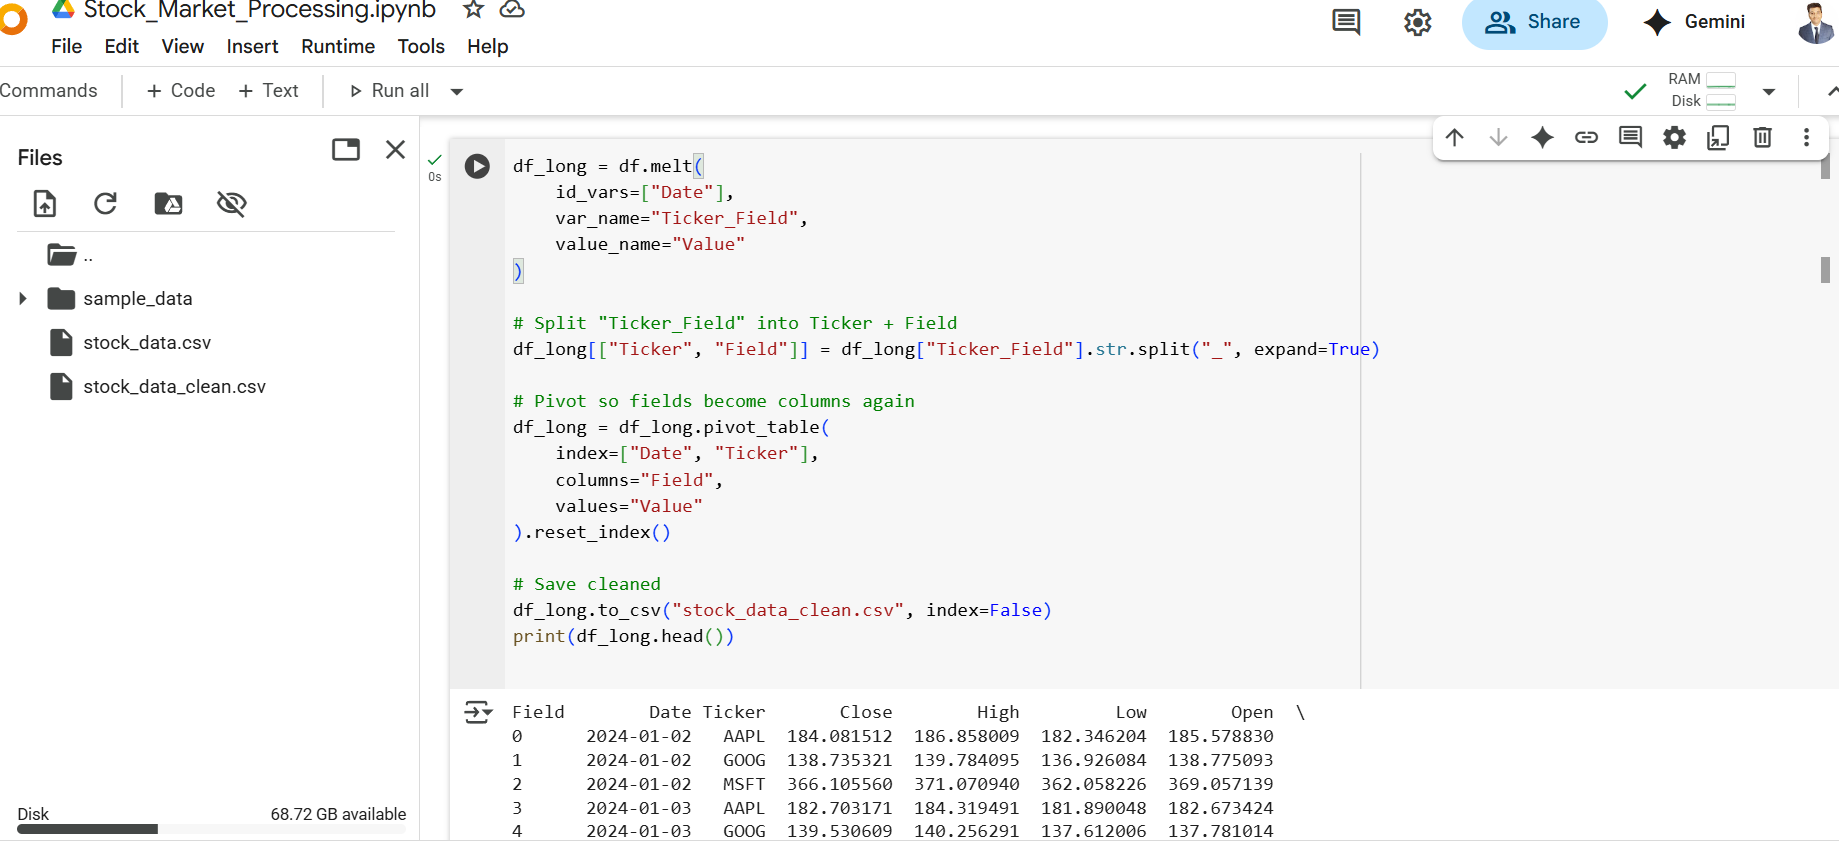 Stock_Market_Processing.ipynb
File Edit View Insert Runtime Tools Help
Share
Gemini
Commands + Code + Text Run all
RAM
Disk
Files
..
sample_data
stock_data.csv
stock_data_clean.csv
Disk 68.72 GB available
0s
df_long = df.melt(
    id_vars=["Date"],
    var_name="Ticker_Field",
    value_name="Value"
)
# Split "Ticker_Field" into Ticker + Field
df_long[["Ticker", "Field"]] = df_long["Ticker_Field"].str.split("_", expand=True)
# Pivot so fields become columns again
df_long = df_long.pivot_table(
    index=["Date", "Ticker"],
    columns="Field",
    values="Value"
).reset_index()
# Save cleaned
df_long.to_csv("stock_data_clean.csv", index=False)
print(df_long.head())
Field Date Ticker Close High Low Open \
0 2024-01-02 AAPL 184.081512 186.858009 182.346204 185.578830
1 2024-01-02 GOOG 138.735321 139.784095 136.926084 138.775093
2 2024-01-02 MSFT 366.105560 371.070940 362.058226 369.057139
3 2024-01-03 AAPL 182.703171 184.319491 181.890048 182.673424
4 2024-01-03 GOOG 139.530609 140.256291 137.612006 137.781014